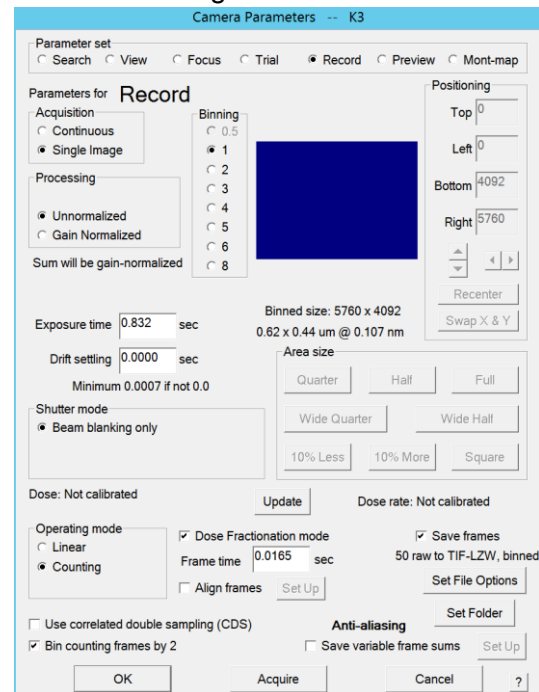 Camera Parameters -- K3
Parameter set
Search View Focus Trial Record Preview Mont-map
Parameters for Record
Acquisition
Continuous
Single Image
Processing
Unnormalized
Gain Normalized
Sum will be gain-normalized
Binning
0.5
1
2
3
4
5
6
8
Positioning
Top 0
Left 0
Bottom 4092
Right 5760
Recenter
Swap X & Y
Binned size: 5760 x 4092
0.62 x 0.44 um @ 0.107 nm
Exposure time 0.832 sec
Drift settling 0.0000 sec
Minimum 0.0007 if not 0.0
Shutter mode
Beam blanking only
Area size
Quarter Half Full
Wide Quarter Wide Half
10% Less 10% More Square
Dose: Not calibrated Update Dose rate: Not calibrated
Operating mode
Linear
Counting
Dose Fractionation mode
Frame time 0.0165 sec
Align frames Set Up
Save frames
50 raw to TIF-LZW, binned
Set File Options
Set Folder
Use correlated double sampling (CDS)
Bin counting frames by 2
Anti-aliasing
Save variable frame sums Set Up
OK Acquire Cancel ?